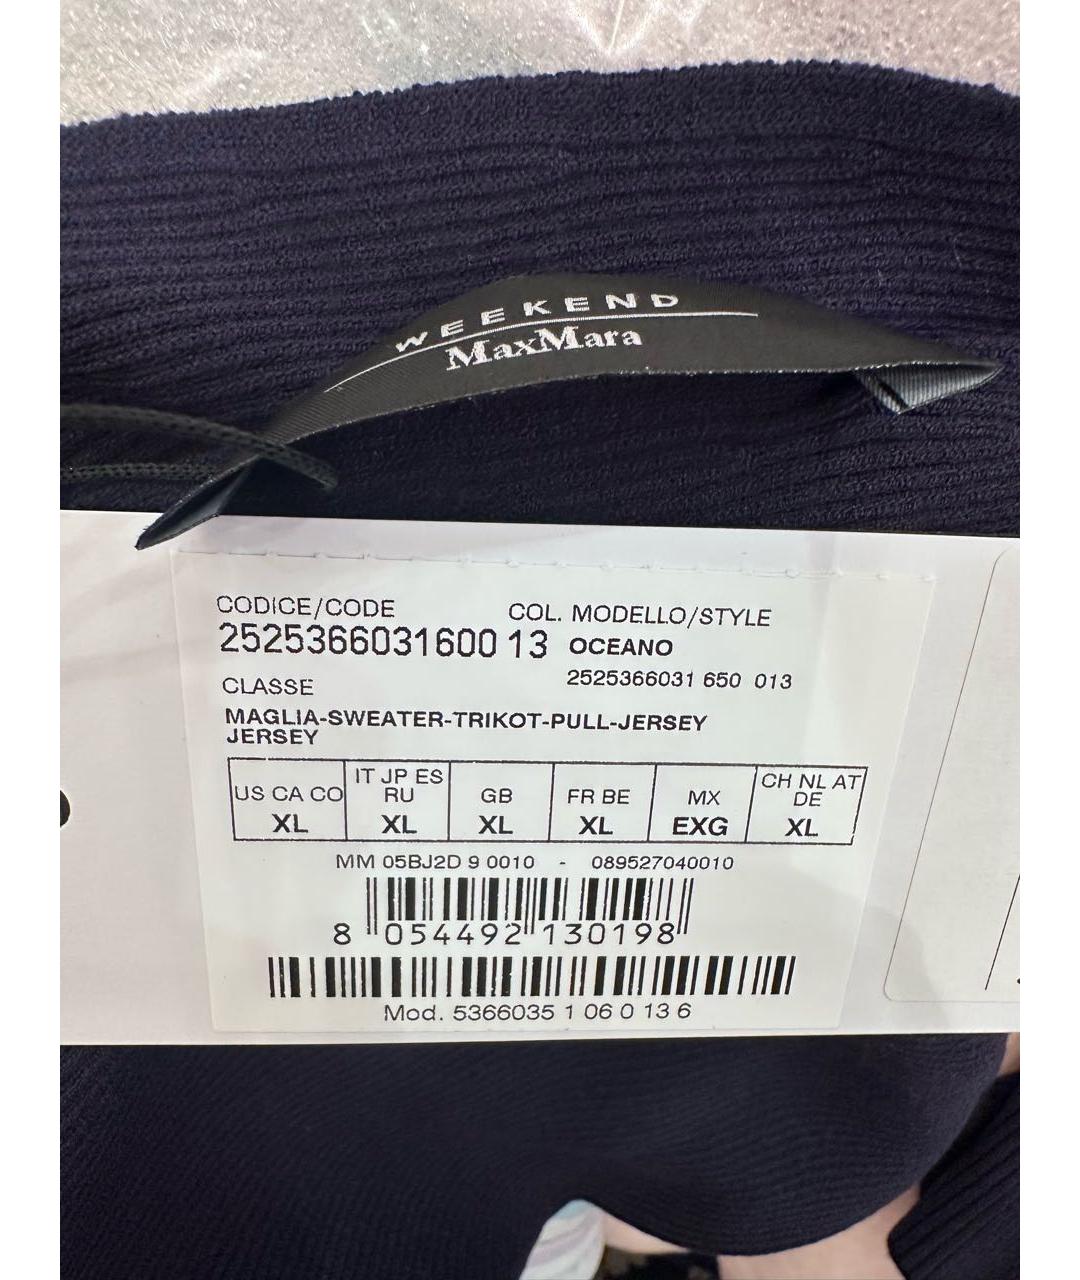 WEEKEND
MaxMara
CODICE/CODE COL. MODELLO/STYLE
2525366031600 13 OCEANO
2525366031 650 013
CLASSE
MAGLIA-SWEATER-TRIKOT-PULL-JERSEY
JERSEY
US CA CO IT JP ES RU GB FR BE MX CH NL AT DE
XL XL XL XL EXG XL
MM 05BJ2D 9 0010 - 089527040010
8 054492 130198
Mod. 5366035 1 06 0 13 6